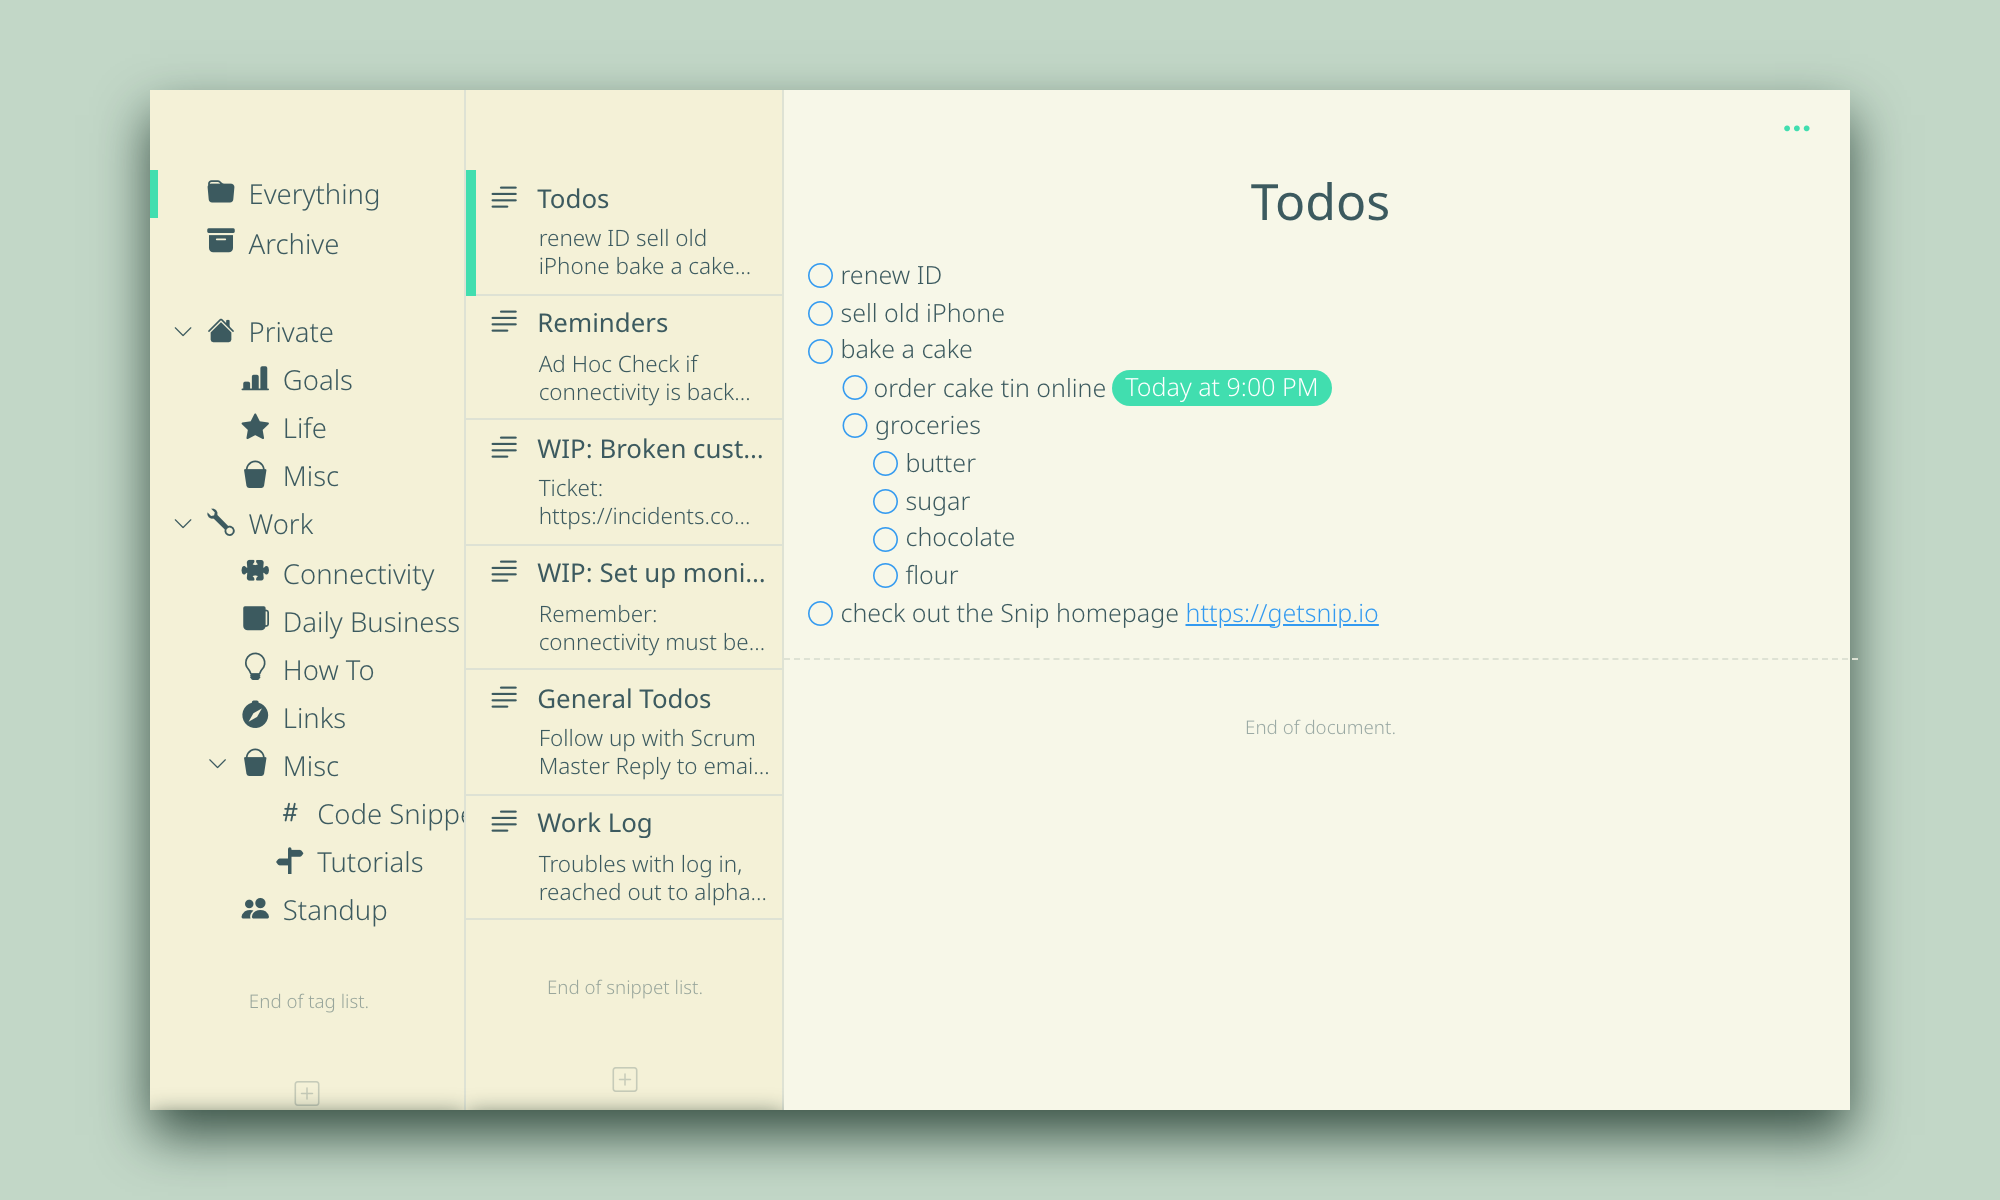 Everything
Archive
Private
Goals
Life
Misc
Work
Connectivity
Daily Business
How To
Links
Misc
# Code Snippe
Tutorials
Standup
End of tag list.
Todos
renew ID sell old
iPhone bake a cake...
Reminders
Ad Hoc Check if
connectivity is back...
WIP: Broken cust...
Ticket:
https://incidents.co...
WIP: Set up moni...
Remember:
connectivity must be...
General Todos
Follow up with Scrum
Master Reply to emai...
Work Log
Troubles with log in,
reached out to alpha...
End of snippet list.
Todos
renew ID
sell old iPhone
bake a cake
order cake tin online Today at 9:00 PM
groceries
butter
sugar
chocolate
flour
check out the Snip homepage https://getsnip.io
End of document.